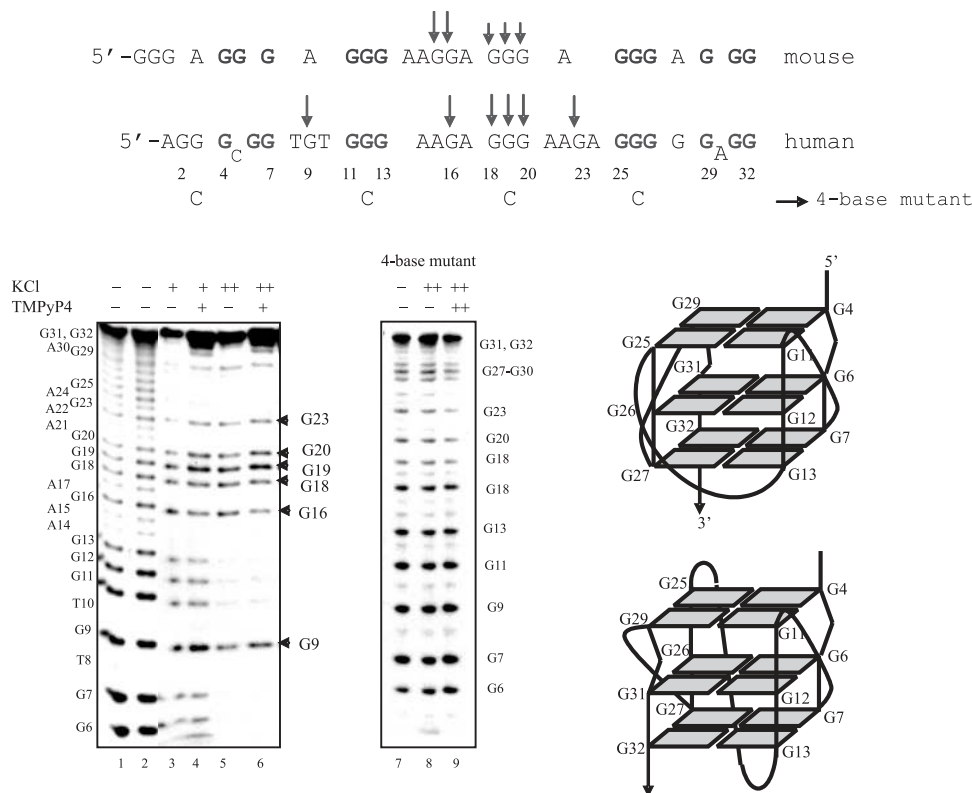 5'-GGG A GG G A GGG AAGGA GGG A GGG A G GG mouse
5'-AGG G C GG TGT GGG AAGA GGG AAGA GGG G G A GG human
2 4 7 9 11 13 16 18 20 23 25 29 32
C C C C 4-base mutant
4-base mutant
KCl – – + + ++ ++ – ++ ++
TMPyP4 – – – + – + – – ++
G31, G32
A30
G29
G25
A24
G23
A22
A21
G20
G19
G18
A17
G16
A15
A14
G13
G12
G11
T10
G9
T8
G7
G6
G23
G20
G19
G18
G16
G9
1 2 3 4 5 6
G31, G32
G27-G30
G23
G20
G18
G18
G13
G11
G9
G7
G6
7 8 9
5'
G29 G4
G25 G11
G31 G6
G26 G12
G32 G7
G27 G13
3'
G25 G4
G29 G11
G26 G6
G31 G12
G27 G7
G32 G13